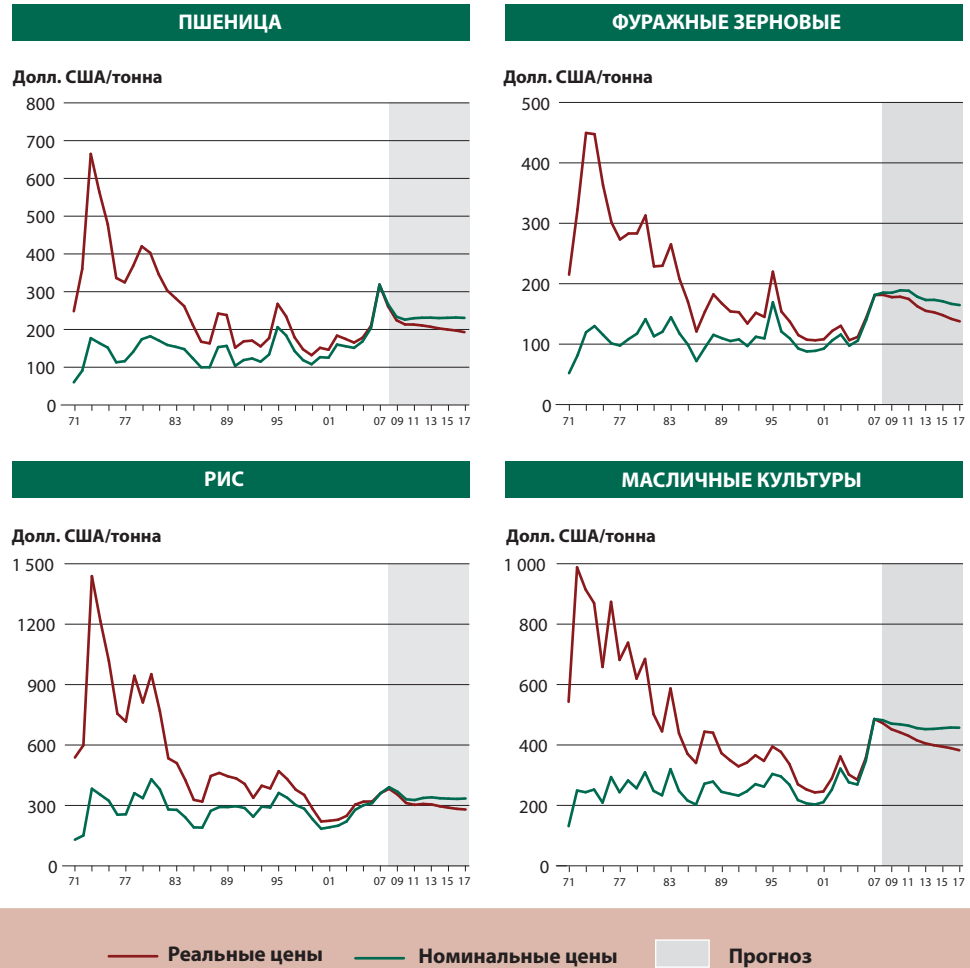 ПШЕНИЦА
Долл. США/тонна
800
700
600
500
400
300
200
100
0
71 77 83 89 95 01 07 09 11 13 15 17
ФУРАЖНЫЕ ЗЕРНОВЫЕ
Долл. США/тонна
500
400
300
200
100
0
71 77 83 89 95 01 07 09 11 13 15 17
РИС
Долл. США/тонна
1 500
1200
900
600
300
0
71 77 83 89 95 01 07 09 11 13 15 17
МАСЛИЧНЫЕ КУЛЬТУРЫ
Долл. США/тонна
1 000
800
600
400
200
0
71 77 83 89 95 01 07 09 11 13 15 17
Реальные цены Номинальные цены Прогноз